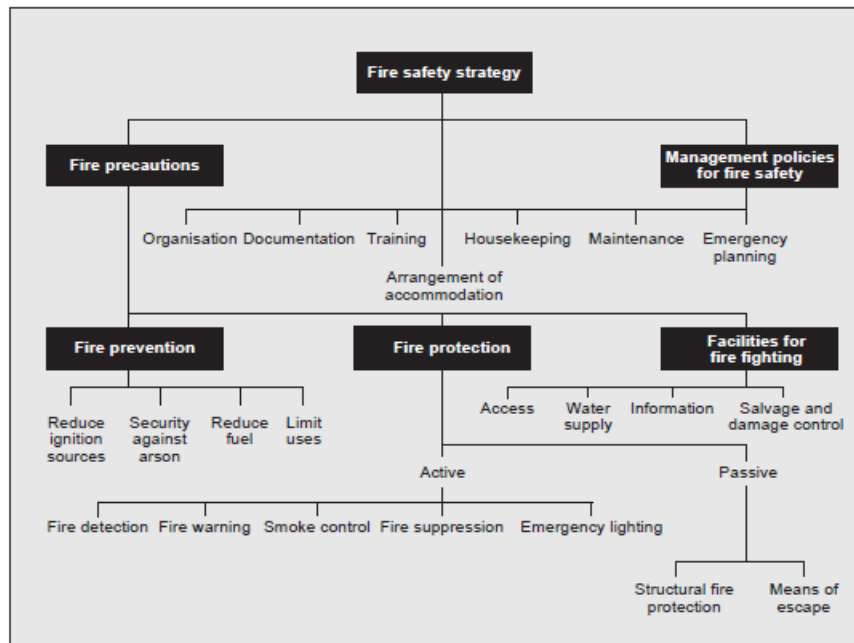 Fire safety strategy
Fire precautions
Management policies
for fire safety
Organisation Documentation Training Housekeeping Maintenance Emergency
planning
Arrangement of
accommodation
Fire prevention Fire protection Facilities for
fire fighting
Reduce
ignition
sources
Security
against
arson
Reduce
fuel
Limit
uses
Access
Water
supply
Information
Salvage and
damage control
Active
Passive
Fire detection Fire warning Smoke control Fire suppression Emergency lighting
Structural fire
protection
Means of
escape